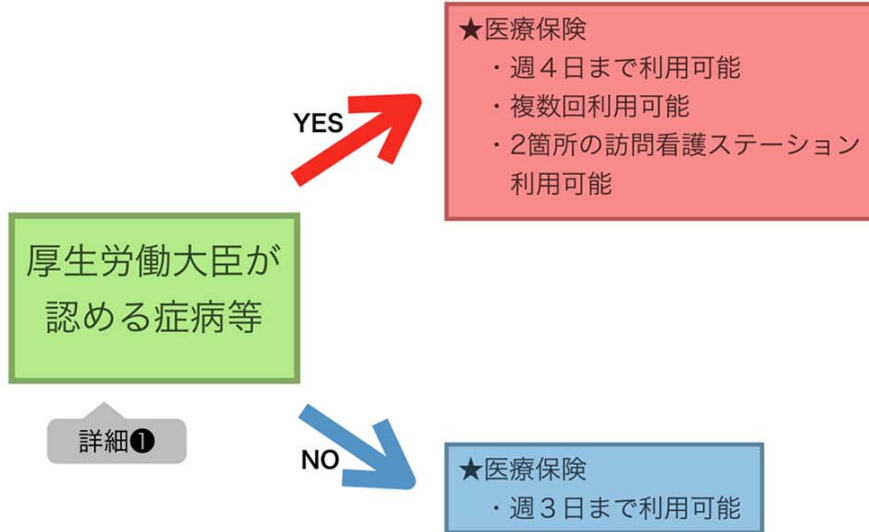 ★医療保険
・週４日まで利用可能
・複数回利用可能
・2箇所の訪問看護ステーション
利用可能
YES
厚生労働大臣が
認める症病等
詳細❶
NO
★医療保険
・週３日まで利用可能